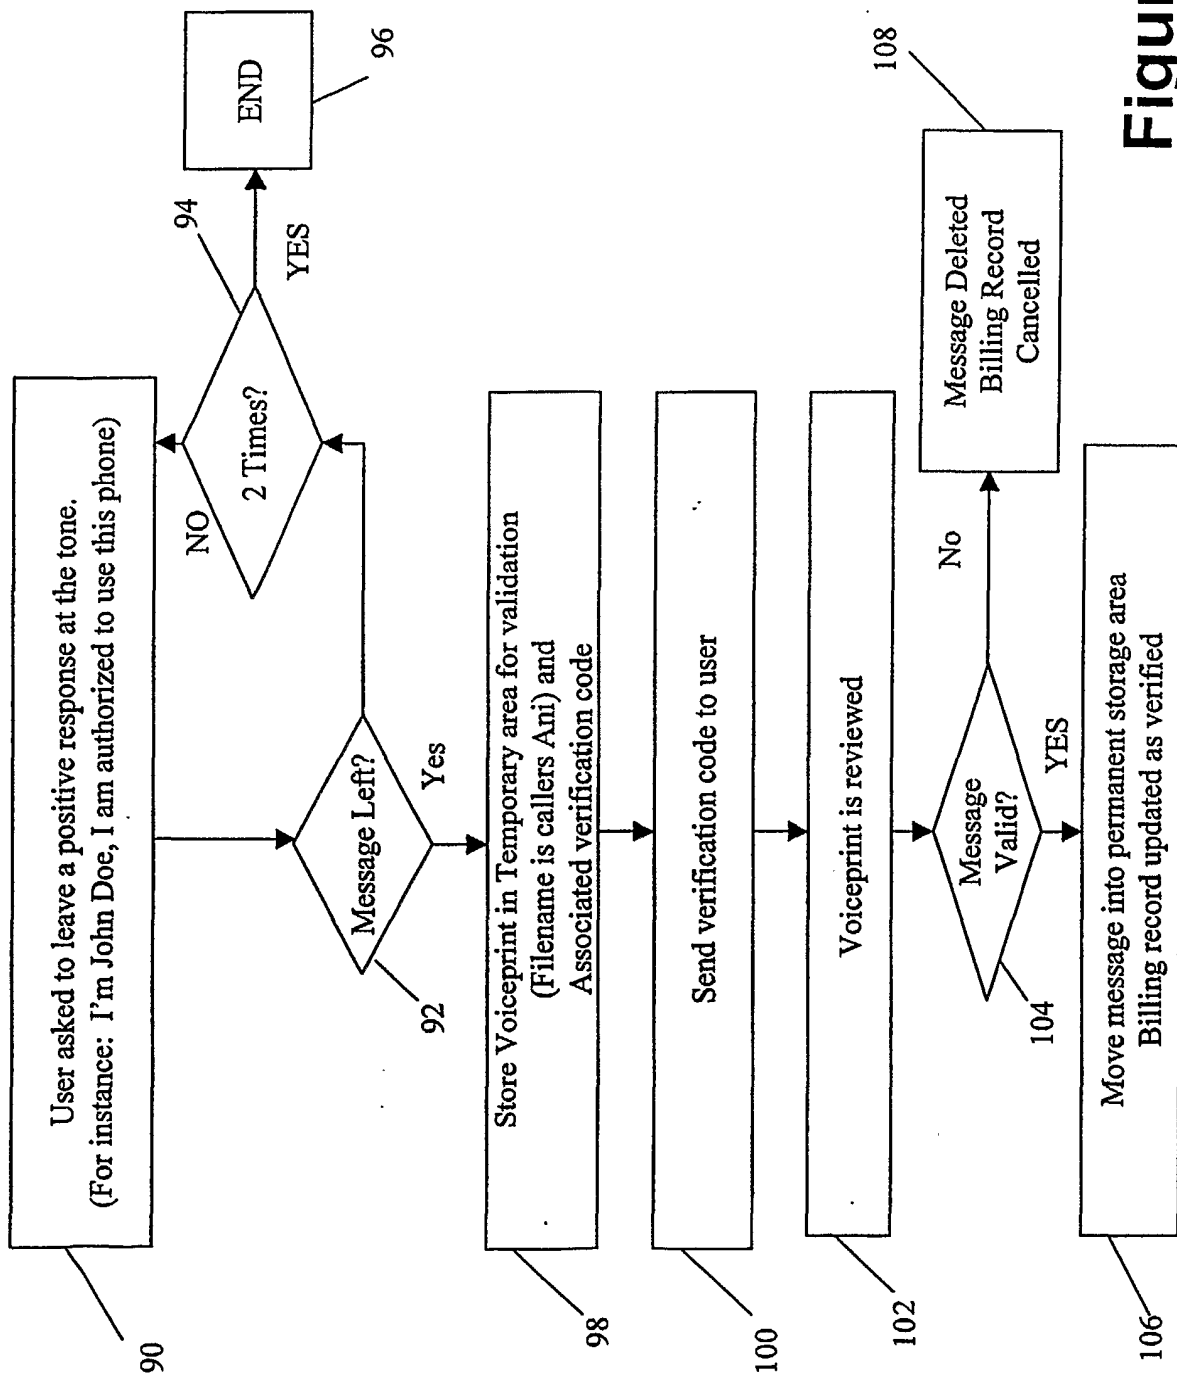 90
User asked to leave a positive response at the tone.
(For instance: I'm John Doe, I am authorized to use this phone)
92
Message Left?
Yes
NO
2 Times?
94
YES
END
96
98
Store Voiceprint in Temporary area for validation
(Filename is callers Ani) and
Associated verification code
100
Send verification code to user
102
Voiceprint is reviewed
104
Message
Valid?
No
YES
Message Deleted
Billing Record
Cancelled
108
106
Move message into permanent storage area
Billing record updated as verified